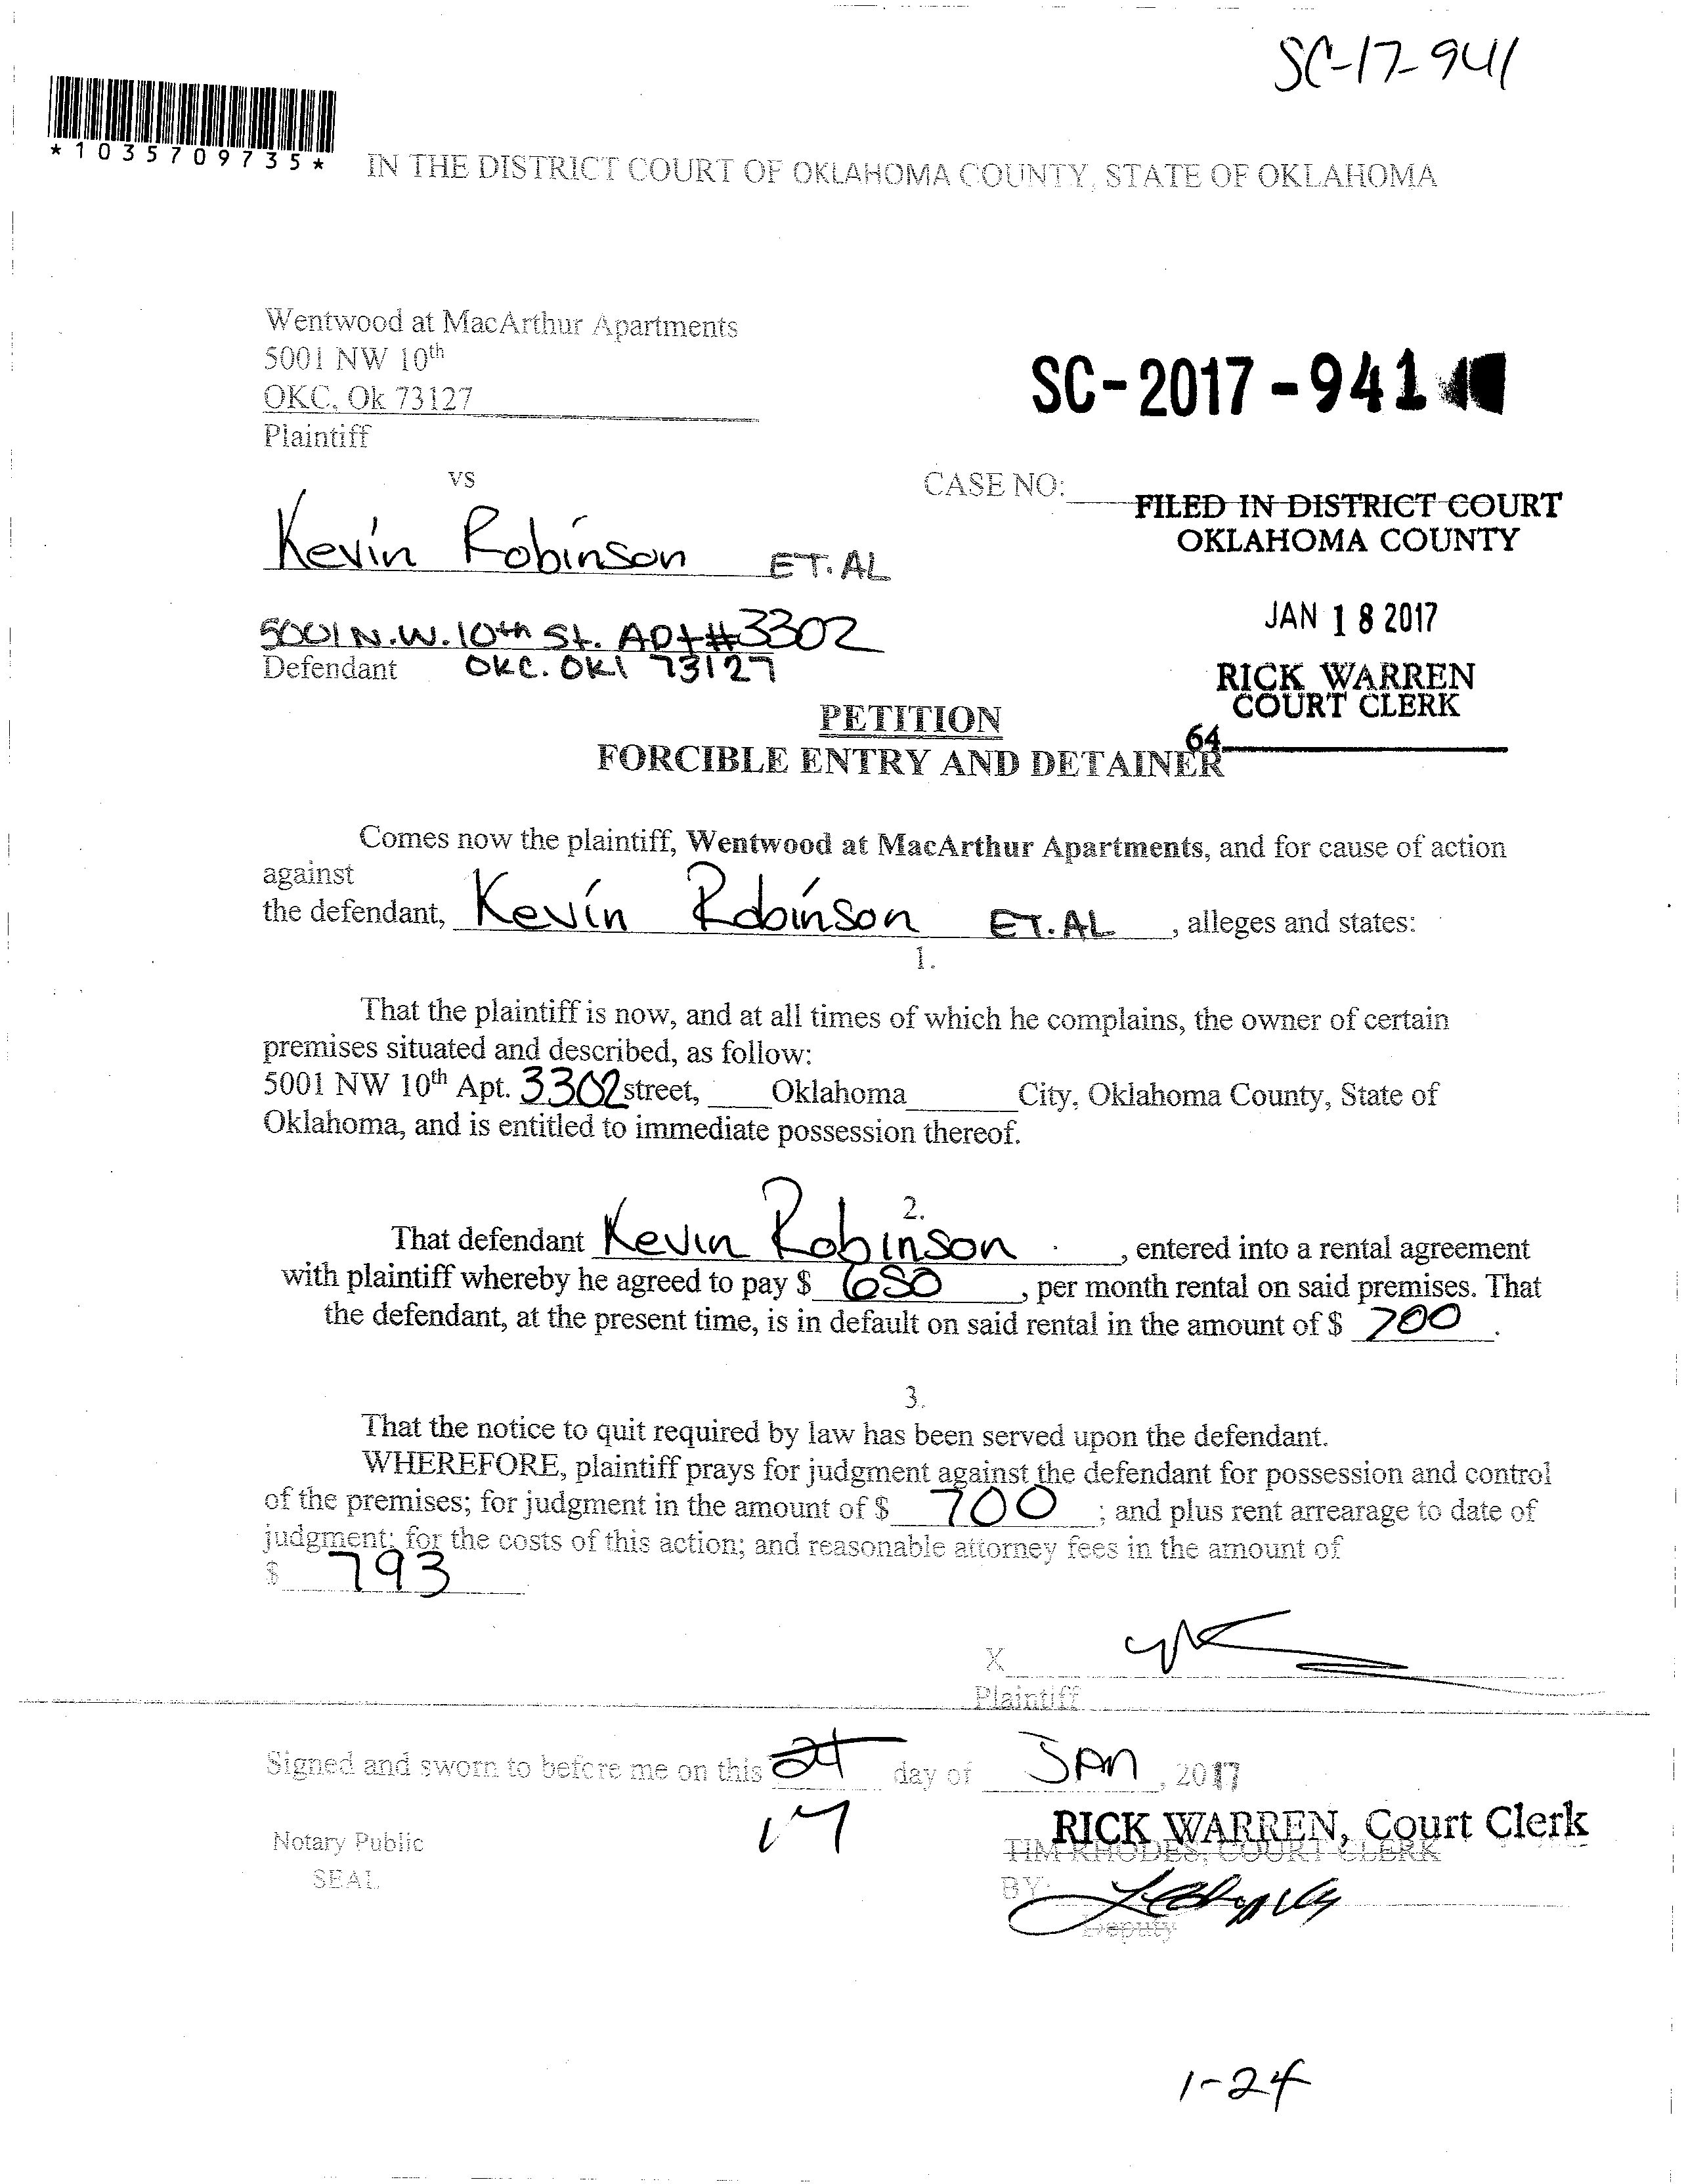 SC-17-941
*1035709735*
IN THE DISTRICT COURT OF OKLAHOMA COUNTY, STATE OF OKLAHOMA
Wentwood at MacArthur Apartments
5001 NW 10th
OKC, Ok 73127
Plaintiff
SC-2017-941
vs
CASE NO:
FILED IN DISTRICT COURT
OKLAHOMA COUNTY
Kevin Robinson ET.AL
JAN 18 2017
5001 N.W. 10th St. Apt#3302
Defendant OKC. OKl 73127
RICK WARREN
COURT CLERK
64
PETITION
FORCIBLE ENTRY AND DETAINER
Comes now the plaintiff, Wentwood at MacArthur Apartments, and for cause of action
against
the defendant, Kevin Robinson ET.AL, alleges and states:
1.
That the plaintiff is now, and at all times of which he complains, the owner of certain
premises situated and described, as follow:
5001 NW 10th Apt. 3302 street, Oklahoma City, Oklahoma County, State of
Oklahoma, and is entitled to immediate possession thereof.
2.
That defendant Kevin Robinson, entered into a rental agreement
with plaintiff whereby he agreed to pay $ 650, per month rental on said premises. That
the defendant, at the present time, is in default on said rental in the amount of $ 700.
3.
That the notice to quit required by law has been served upon the defendant.
WHEREFORE, plaintiff prays for judgment against the defendant for possession and control
of the premises; for judgment in the amount of $ 700; and plus rent arrearage to date of
judgment; for the costs of this action; and reasonable attorney fees in the amount of
$ 793
X
Plaintiff
Signed and sworn to before me on this 24 day of JAN, 2017
17
RICK WARREN, Court Clerk
Notary Public
TIM RHODES, COURT CLERK
SEAL
BY:
Deputy
1-24